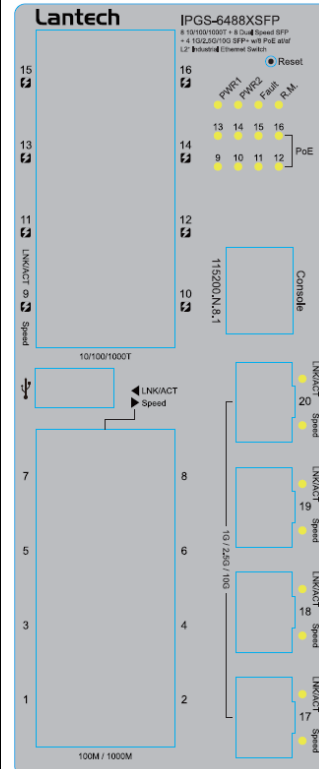 Lantech
IPGS-6488XSFP
8 10/100/1000T + 8 Dual Speed SFP
+ 4 1G/2.5G/10G SFP+ w/8 PoE at/af
L2+ Industrial Ethernet Switch
Reset
PWR1 PWR2 Fault R.M.
13 14 15 16
PoE
9 10 11 12
15 16
13 14
11 12
9 10
LNK/ACT
Speed
10/100/1000T
115200.N.8.1
Console
LNK/ACT
Speed
7 8
5 6
3 4
1 2
100M / 1000M
1G / 2.5G / 10G
LNK/ACT
20
Speed
LNK/ACT
19
Speed
LNK/ACT
18
Speed
LNK/ACT
17
Speed